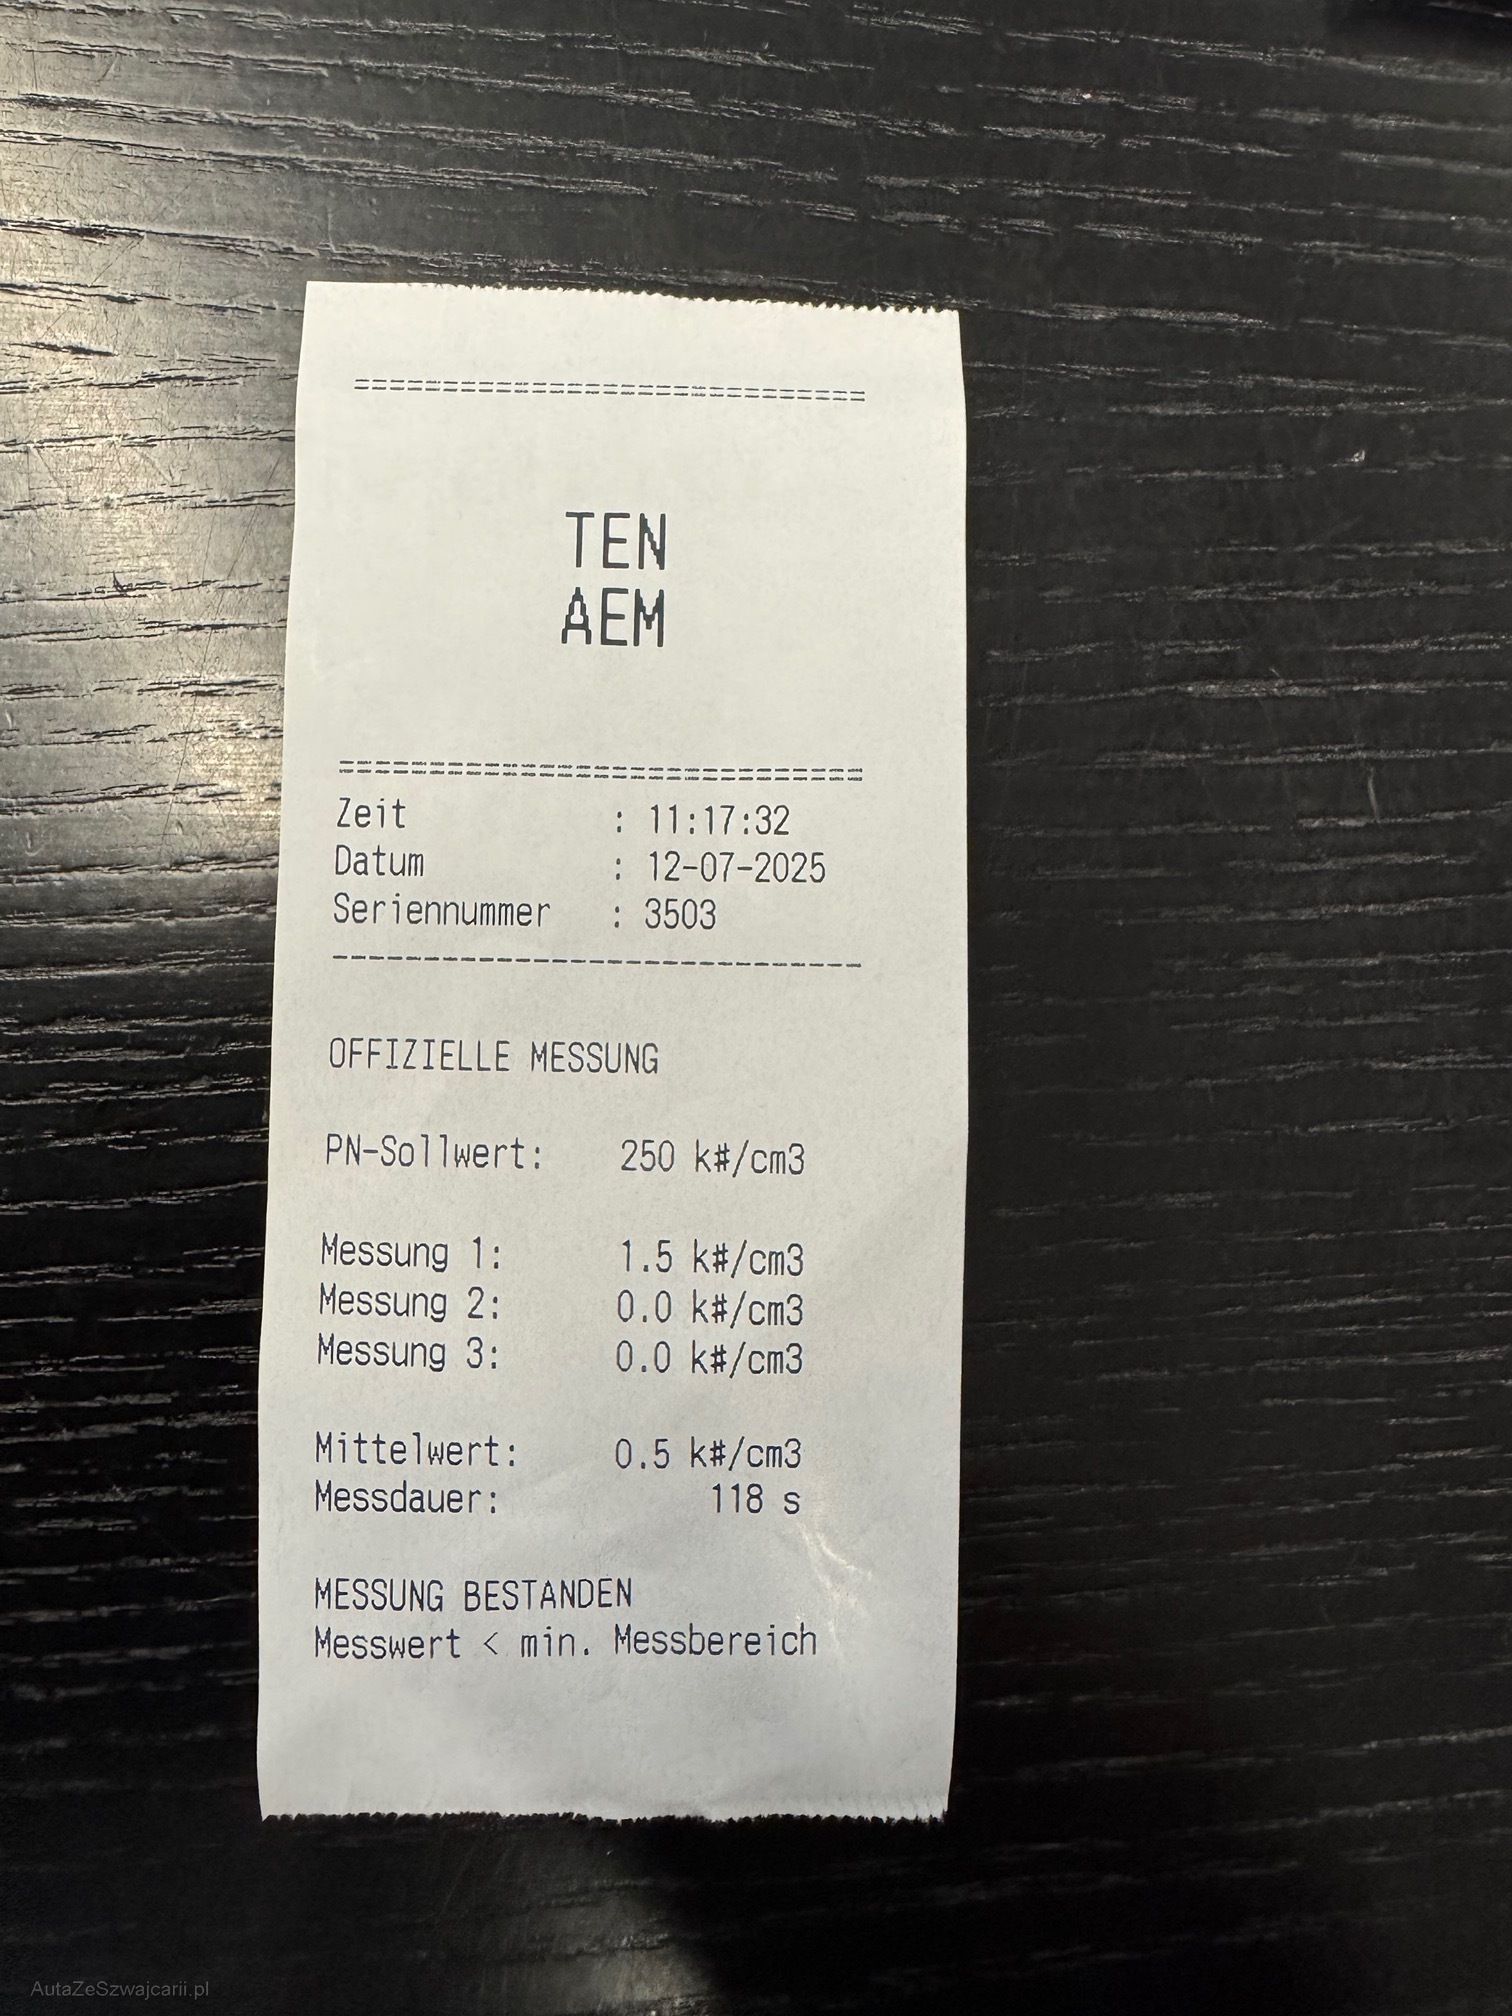 =============================
TEN
AEM
=============================
Zeit : 11:17:32
Datum : 12-07-2025
Seriennummer : 3503
-----------------------------
OFFIZIELLE MESSUNG
PN-Sollwert: 250 k#/cm3
Messung 1: 1.5 k#/cm3
Messung 2: 0.0 k#/cm3
Messung 3: 0.0 k#/cm3
Mittelwert: 0.5 k#/cm3
Messdauer: 118 s
MESSUNG BESTANDEN
Messwert < min. Messbereich
AutaZeSzwajcarii.pl